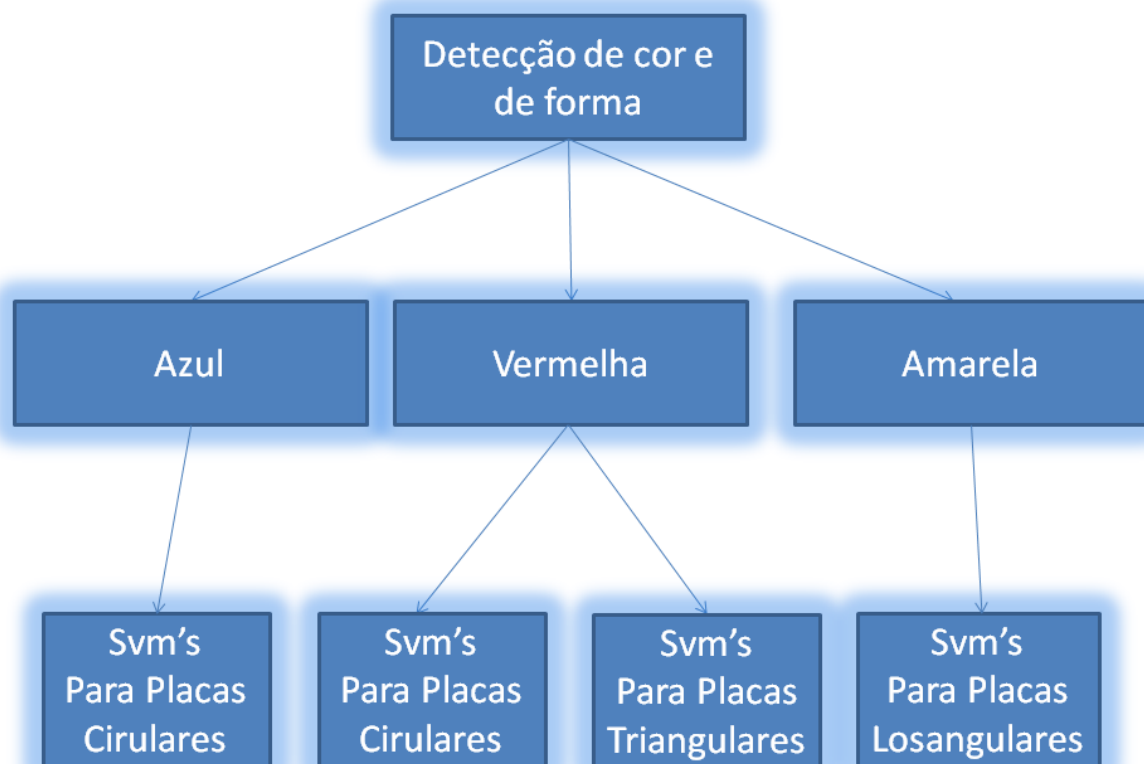 Detecção de cor e
de forma
Azul
Vermelha
Amarela
Svm's
Para Placas
Cirulares
Svm's
Para Placas
Cirulares
Svm's
Para Placas
Triangulares
Svm's
Para Placas
Losangulares